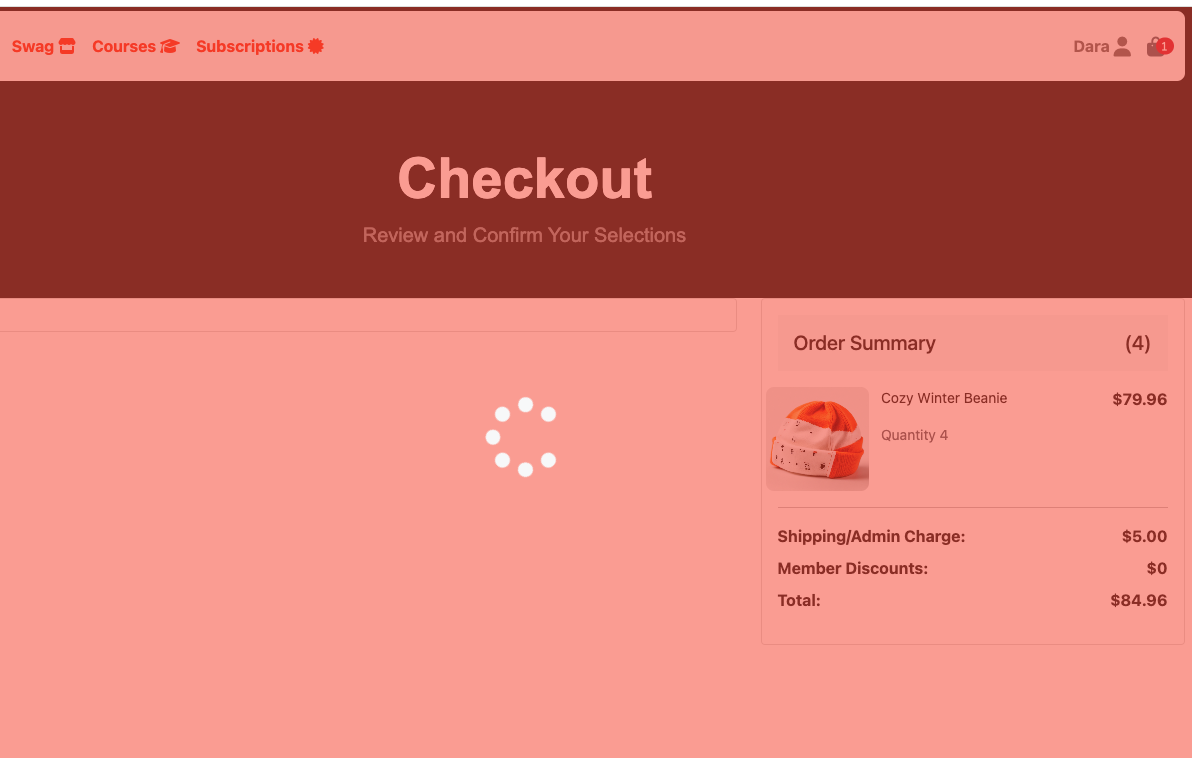 Swag Courses Subscriptions Dara 1
Checkout
Review and Confirm Your Selections
Order Summary (4)
Cozy Winter Beanie $79.96
Quantity 4
Shipping/Admin Charge: $5.00
Member Discounts: $0
Total: $84.96